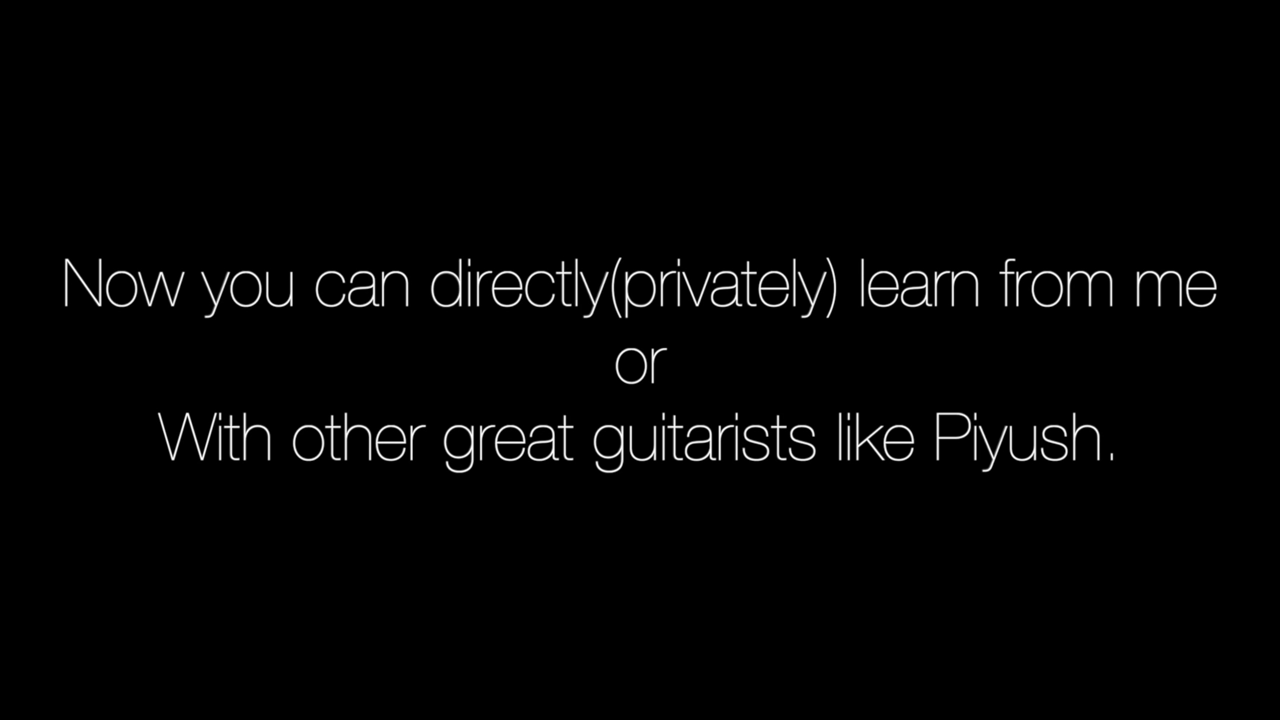 Now you can directly(privately) learn from me
or
With other great guitarists like Piyush.